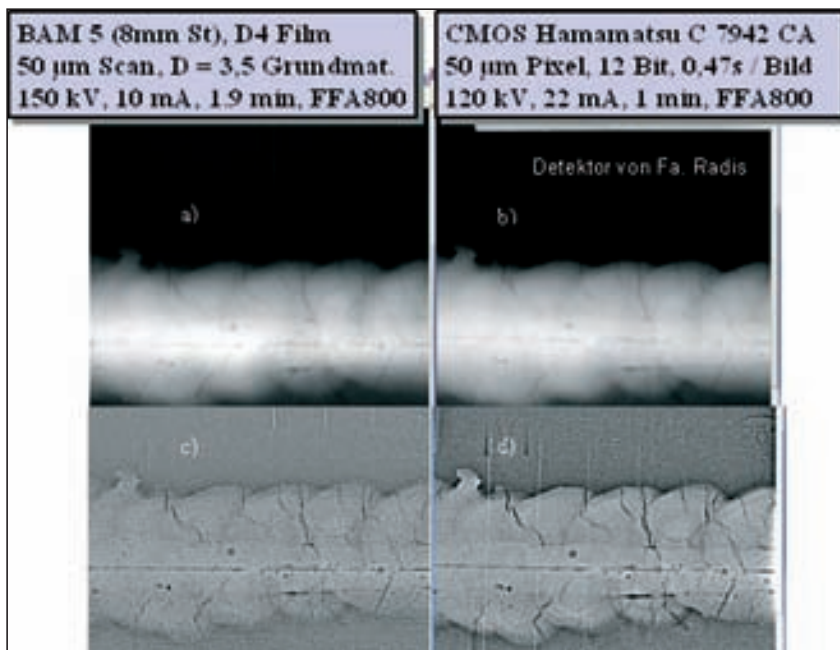 BAM 5 (8mm St), D4 Film
50 µm Scan, D = 3,5 Grundmat.
150 kV, 10 mA, 1.9 min, FFA800
CMOS Hamamatsu C 7942 CA
50 µm Pixel, 12 Bit, 0,47s / Bild
120 kV, 22 mA, 1 min, FFA800
Detektor von Fa. Radis
a)
b)
c)
d)